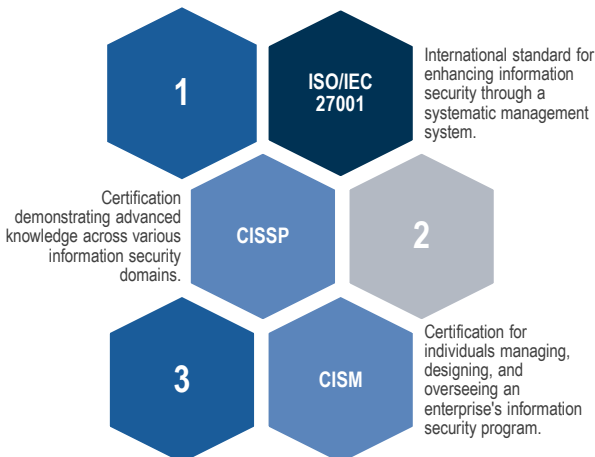 1
ISO/IEC
27001
International standard for
enhancing information
security through a
systematic management
system.
Certification
demonstrating advanced
knowledge across various
information security
domains.
CISSP
2
3
CISM
Certification for
individuals managing,
designing, and
overseeing an
enterprise's information
security program.